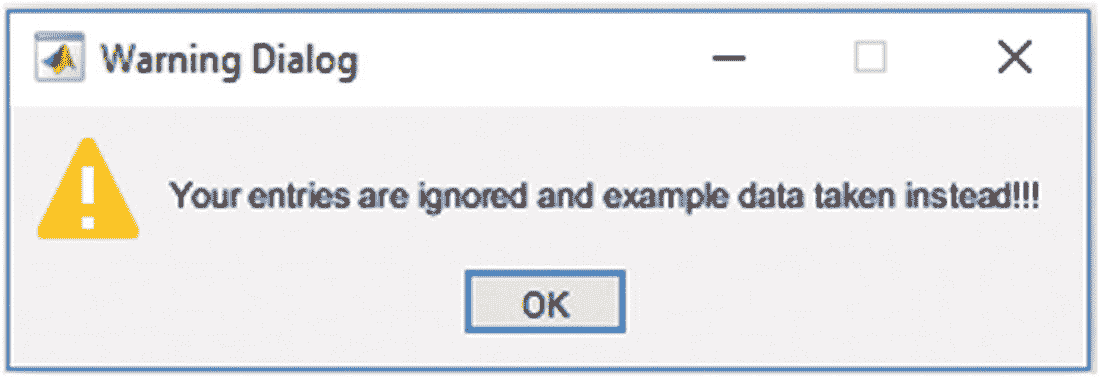 Warning Dialog
Your entries are ignored and example data taken instead!!!
OK